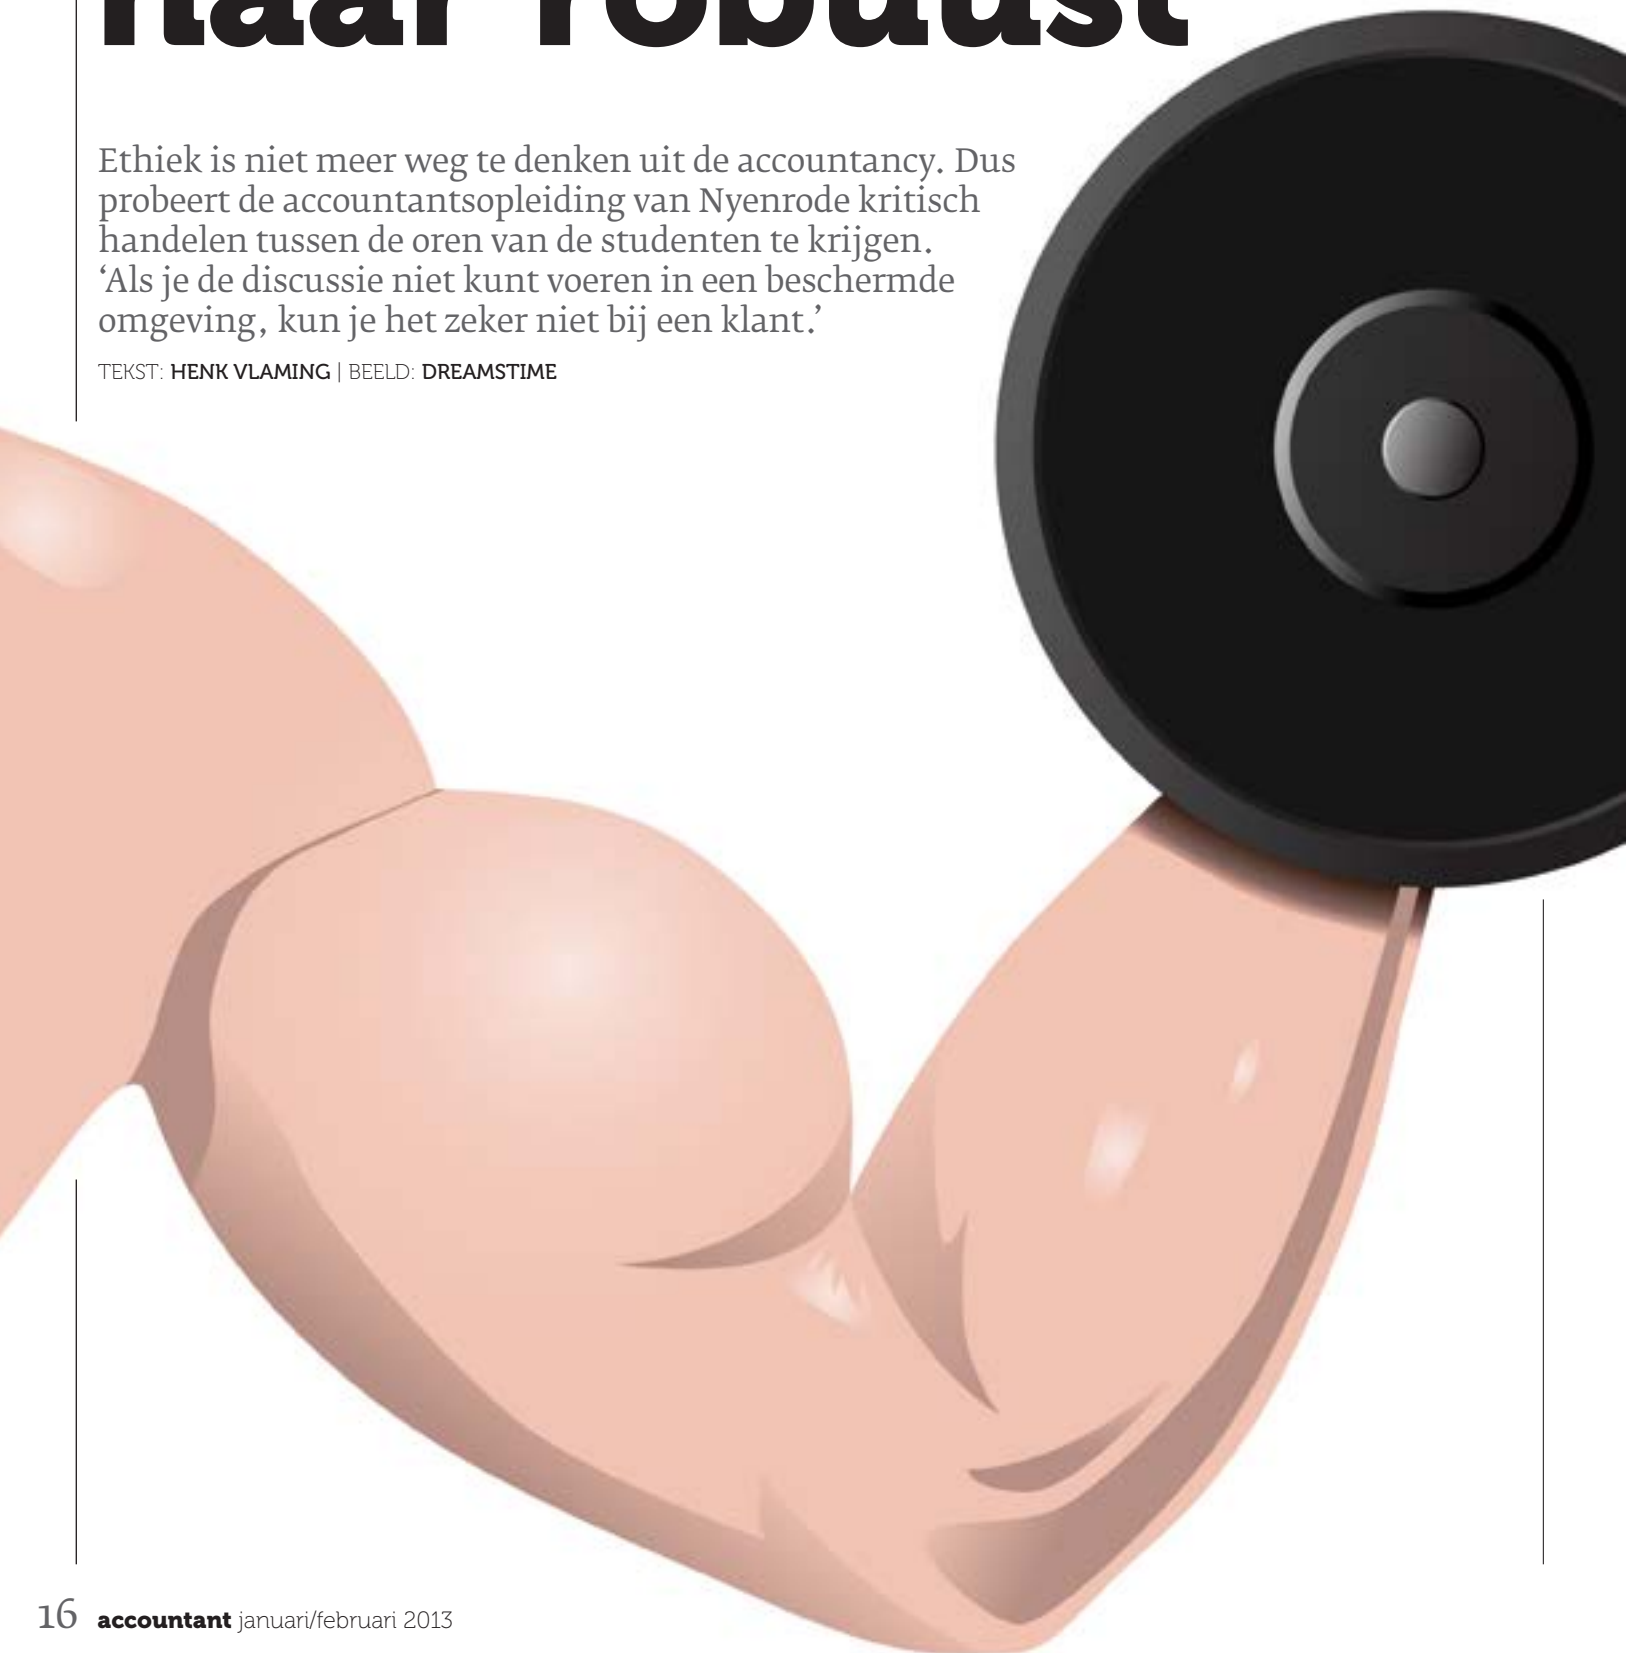 naar robuust
Ethiek is niet meer weg te denken uit de accountancy. Dus
probeert de accountantsopleiding van Nyenrode kritisch
handelen tussen de oren van de studenten te krijgen.
‘Als je de discussie niet kunt voeren in een beschermde
omgeving, kun je het zeker niet bij een klant.’
TEKST: HENK VLAMING | BEELD: DREAMSTIME
16 accountant januari/februari 2013